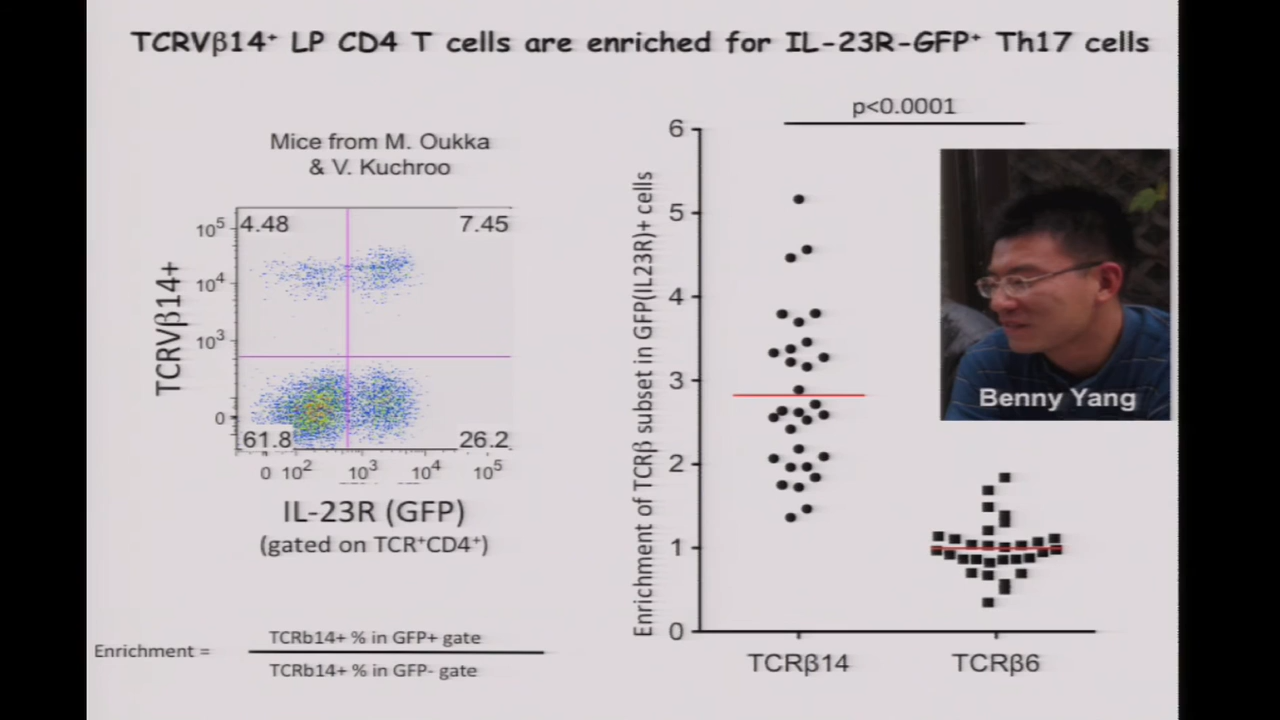 TCRVβ14⁺ LP CD4 T cells are enriched for IL-23R-GFP⁺ Th17 cells
Mice from M. Oukka
& V. Kuchroo
TCRVβ14+
10⁵
10⁴
10³
0
4.48
7.45
61.8
26.2
0 10² 10³ 10⁴ 10⁵
IL-23R (GFP)
(gated on TCR⁺CD4⁺)
Enrichment =
TCRb14+ % in GFP+ gate
TCRb14+ % in GFP- gate
p<0.0001
Enrichment of TCRβ subset in GFP(IL23R)+ cells
6
5
4
3
2
1
0
TCRβ14 TCRβ6
Benny Yang